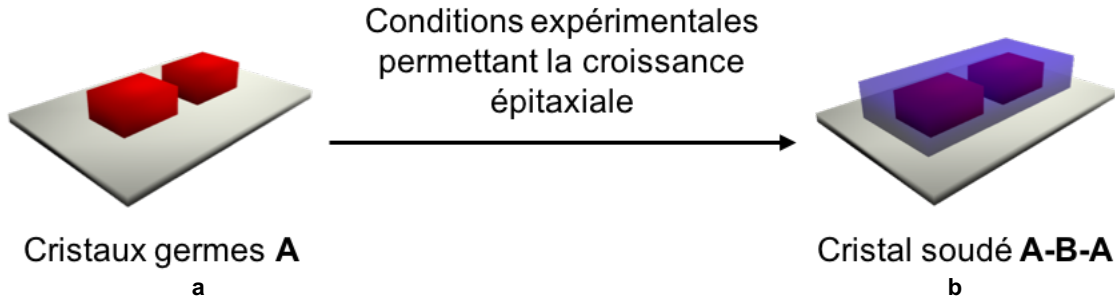 Conditions expérimentales
permettant la croissance
épitaxiale
Cristaux germes A
a
Cristal soudé A-B-A
b